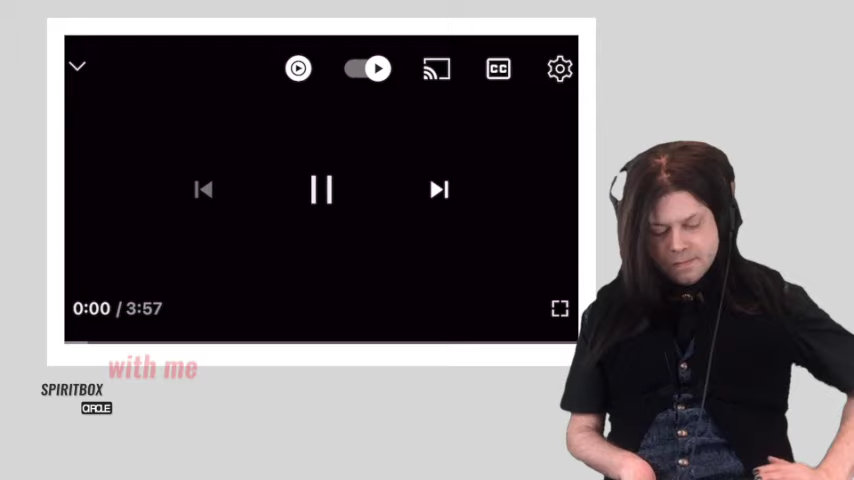 CC
0:00 / 3:57
with me
SPIRITBOX
CIRCLE